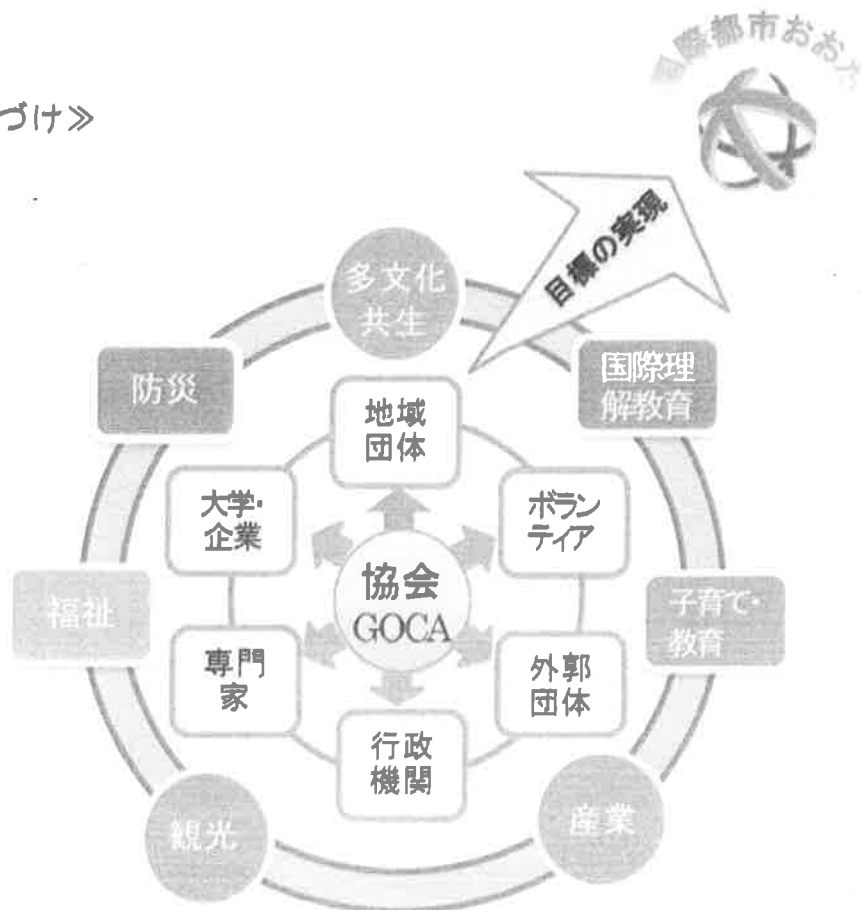 際都市おお
づけ≫
目標の実現
多文化
共生
防災
国際理
解教育
地域
団体
大学・
企業
ボラン
ティア
協会
GOCA
福祉
子育て・
教育
専門
家
外郭
団体
行政
機関
観光
産業